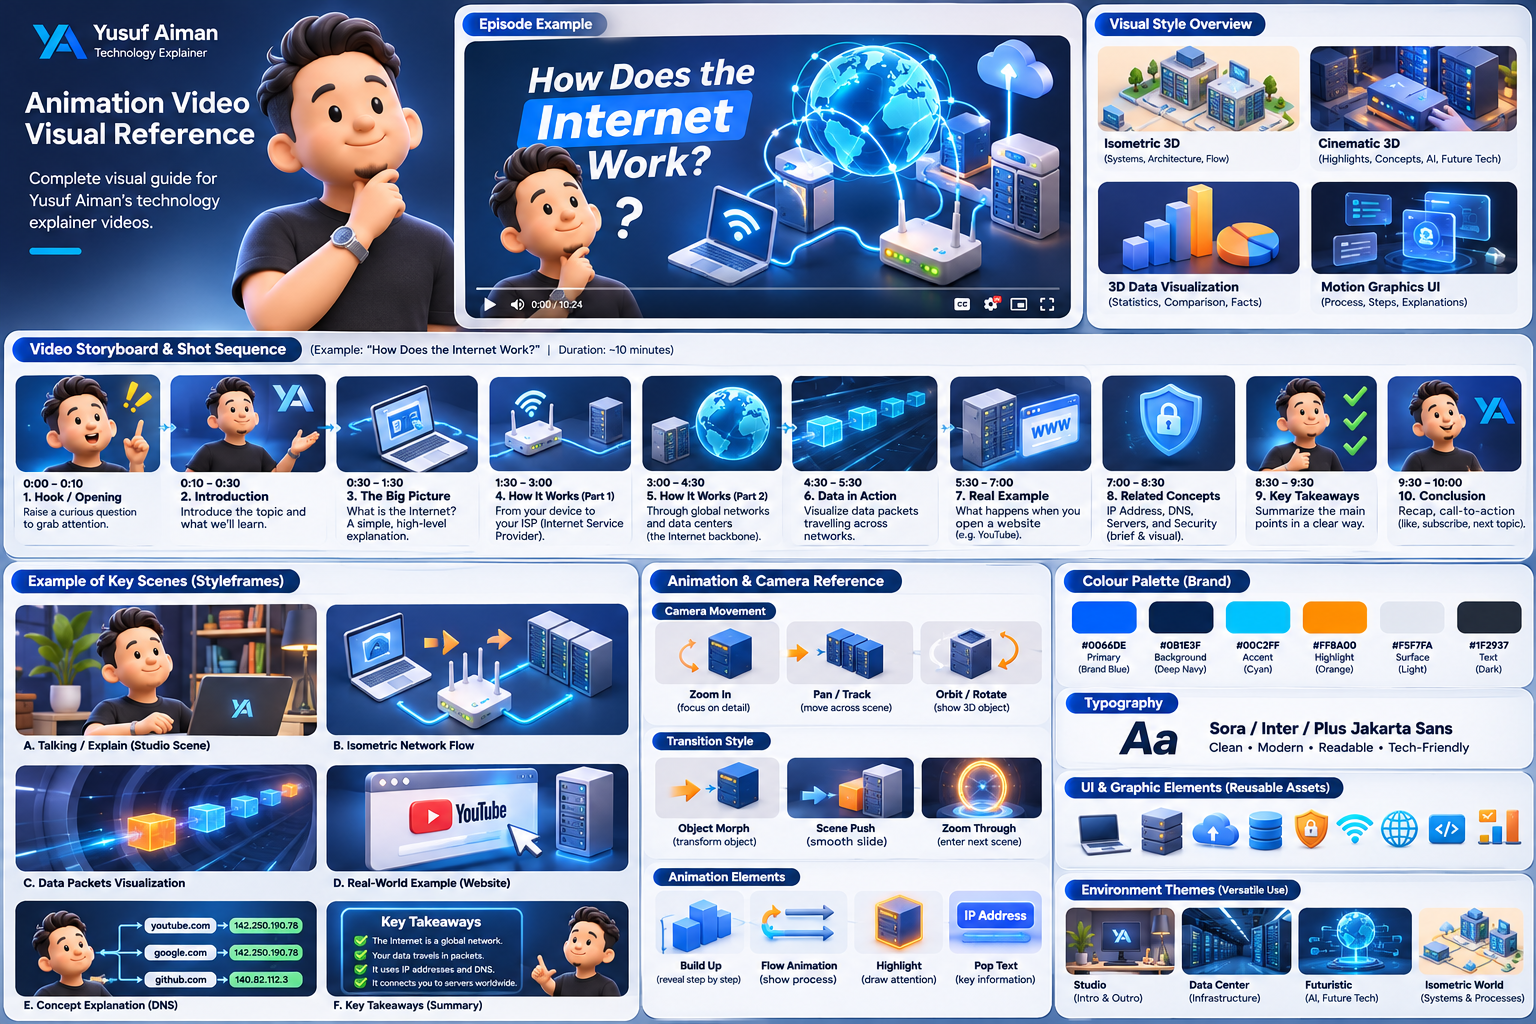 YA
Yusuf Aiman
Technology Explainer
Animation Video
Visual Reference
Complete visual guide for
Yusuf Aiman's technology
explainer videos.
Episode Example
How Does the
Internet
Work?
?
0:00 / 10:24
CC
Visual Style Overview
Isometric 3D
(Systems, Architecture, Flow)
Cinematic 3D
(Highlights, Concepts, AI, Future Tech)
3D Data Visualization
(Statistics, Comparison, Facts)
Motion Graphics UI
(Process, Steps, Explanations)
Video Storyboard & Shot Sequence
(Example: "How Does the Internet Work?" | Duration: ~10 minutes)
0:00 – 0:10
1. Hook / Opening
Raise a curious question
to grab attention.
YA
0:10 – 0:30
2. Introduction
Introduce the topic and
what we'll learn.
0:30 – 1:30
3. The Big Picture
What is the Internet?
A simple, high-level
explanation.
1:30 – 3:00
4. How It Works (Part 1)
From your device to
your ISP (Internet Service
Provider).
3:00 – 4:30
5. How It Works (Part 2)
Through global networks
and data centers
(the Internet backbone).
4:30 – 5:30
6. Data in Action
Visualize data packets
travelling across
networks.
WWW
5:30 – 7:00
7. Real Example
What happens when you
open a website
(e.g. YouTube).
7:00 – 8:30
8. Related Concepts
IP Address, DNS,
Servers, and Security
(brief & visual).
8:30 – 9:30
9. Key Takeaways
Summarize the main
points in a clear way.
YA
9:30 – 10:00
10. Conclusion
Recap, call-to-action
(like, subscribe, next topic).
Example of Key Scenes (Styleframes)
YA
A. Talking / Explain (Studio Scene)
B. Isometric Network Flow
C. Data Packets Visualization
YouTube
D. Real-World Example (Website)
youtube.com
142.250.190.78
google.com
142.250.190.78
github.com
140.82.112.3
E. Concept Explanation (DNS)
Key Takeaways
The Internet is a global network.
Your data travels in packets.
It uses IP addresses and DNS.
It connects you to servers worldwide.
F. Key Takeaways (Summary)
Animation & Camera Reference
Camera Movement
Zoom In
(focus on detail)
Pan / Track
(move across scene)
Orbit / Rotate
(show 3D object)
Transition Style
Object Morph
(transform object)
Scene Push
(smooth slide)
Zoom Through
(enter next scene)
Animation Elements
Build Up
(reveal step by step)
Flow Animation
(show process)
Highlight
(draw attention)
IP Address
Pop Text
(key information)
Colour Palette (Brand)
#0066DE
Primary
(Brand Blue)
#0B1E3F
Background
(Deep Navy)
#00C2FF
Accent
(Cyan)
#FF8A00
Highlight
(Orange)
#F5F7FA
Surface
(Light)
#1F2937
Text
(Dark)
Typography
Aa
Sora / Inter / Plus Jakarta Sans
Clean • Modern • Readable • Tech-Friendly
UI & Graphic Elements (Reusable Assets)
</>
Environment Themes (Versatile Use)
YA
Studio
(Intro & Outro)
Data Center
(Infrastructure)
Futuristic
(AI, Future Tech)
Isometric World
(Systems & Processes)